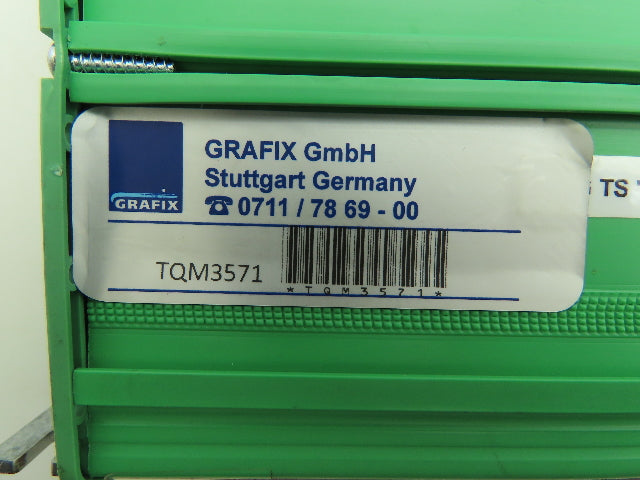 GRAFIX
GRAFIX GmbH
Stuttgart Germany
☎ 0711 / 78 69 - 00
TQM3571
*TQM3571*
TS